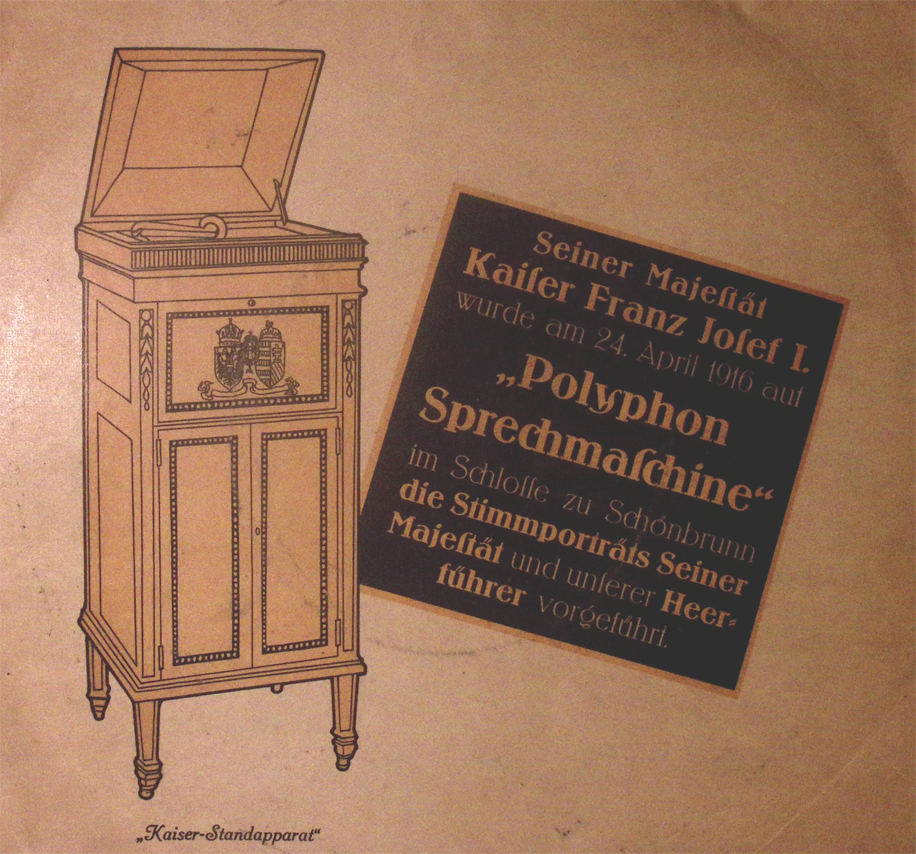 Seiner Majeſtät
Kaiſer Franz Joſef I.
wurde am 24. April 1916 auf
„Polyphon
Sprechmaſchine“
im Schloſſe zu Schönbrunn
die Stimmporträts Seiner
Majeſtät und unſerer Heer-
führer vorgeführt.
„Kaiser-Standapparat“